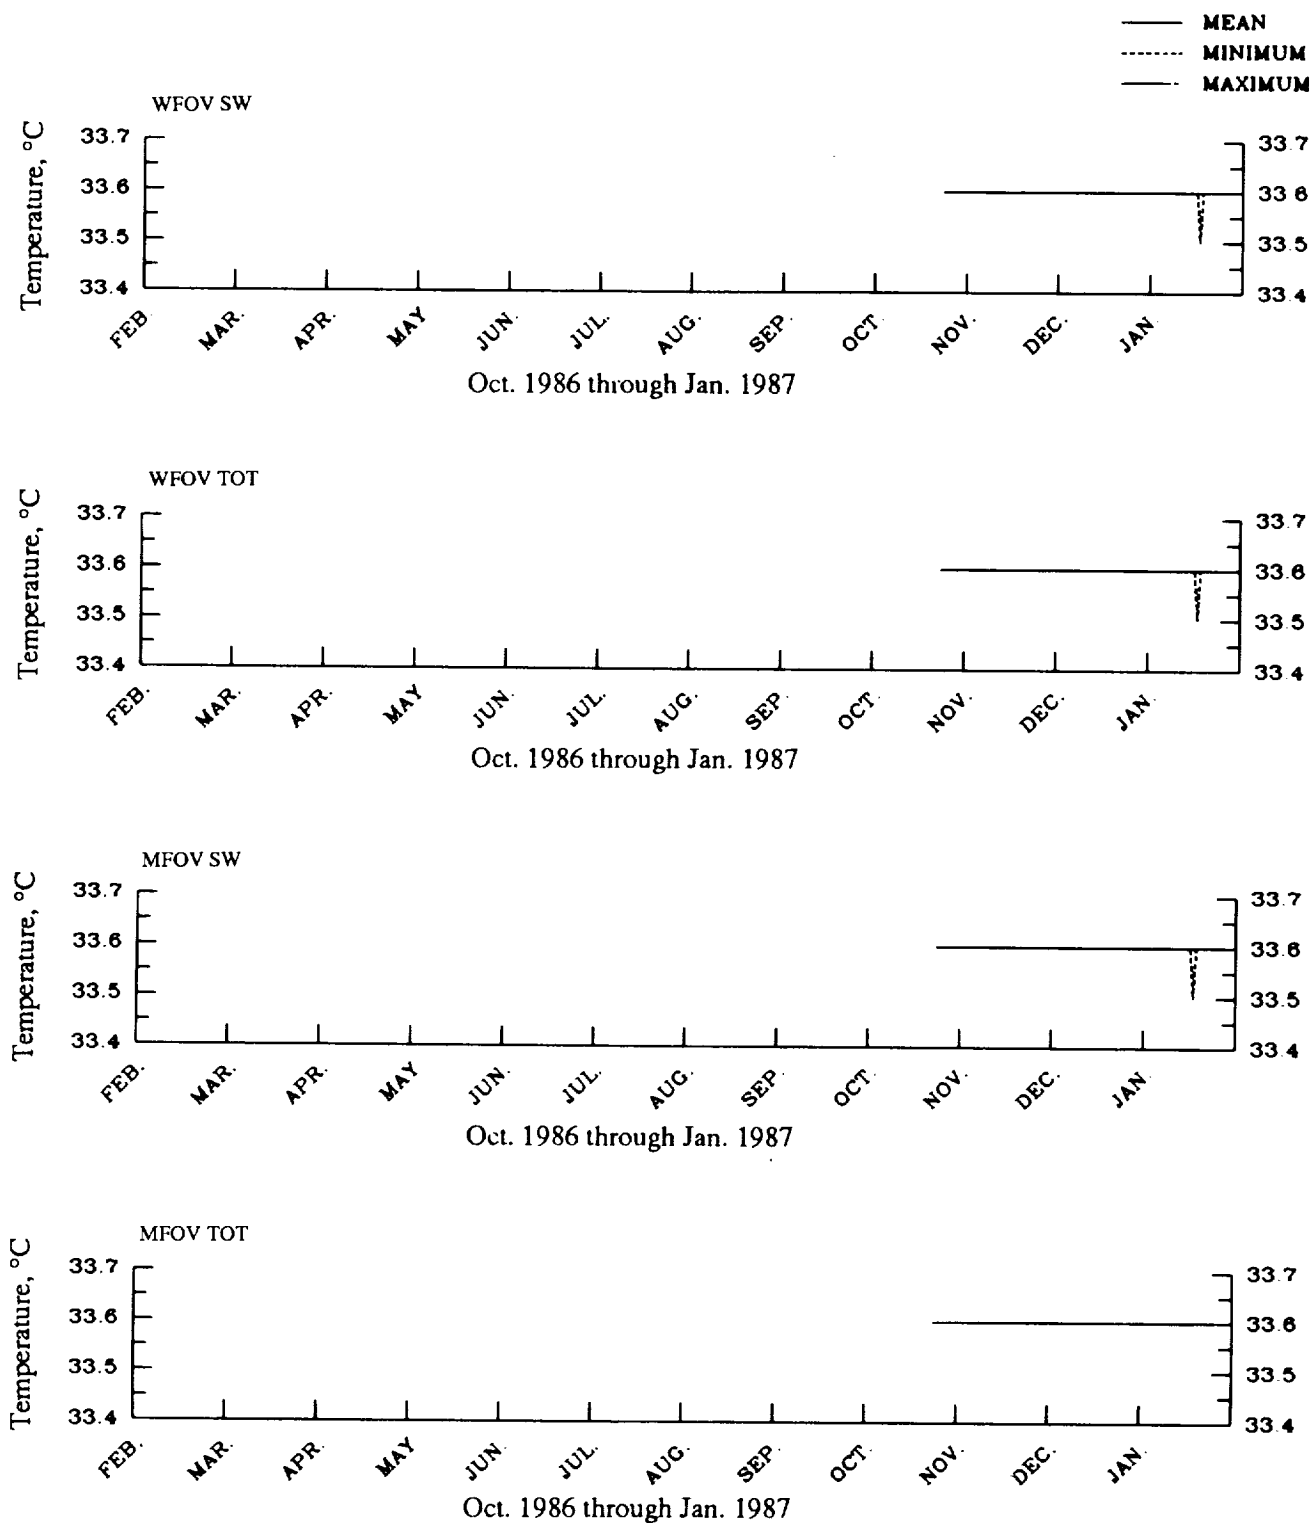 MEAN
MINIMUM
MAXIMUM
WFOV SW
Temperature, °C
33.7 33.7
33.6 33 6
33.5 33.5
33.4 33.4
FEB. MAR. APR. MAY JUN. JUL. AUG. SEP. OCT. NOV. DEC. JAN.
Oct. 1986 through Jan. 1987
WFOV TOT
Temperature, °C
33.7 33.7
33.6 33.6
33.5 33.5
33.4 33.4
FEB. MAR. APR. MAY JUN. JUL. AUG. SEP. OCT. NOV. DEC. JAN.
Oct. 1986 through Jan. 1987
MFOV SW
Temperature, °C
33.7 33.7
33.6 33.6
33.5 33.5
33.4 33.4
FEB. MAR. APR. MAY JUN. JUL. AUG. SEP. OCT. NOV. DEC. JAN.
Oct. 1986 through Jan. 1987
MFOV TOT
Temperature, °C
33.7 33.7
33.6 33.6
33.5 33.5
33.4 33.4
FEB. MAR. APR. MAY JUN. JUL. AUG. SEP. OCT. NOV. DEC. JAN.
Oct. 1986 through Jan. 1987